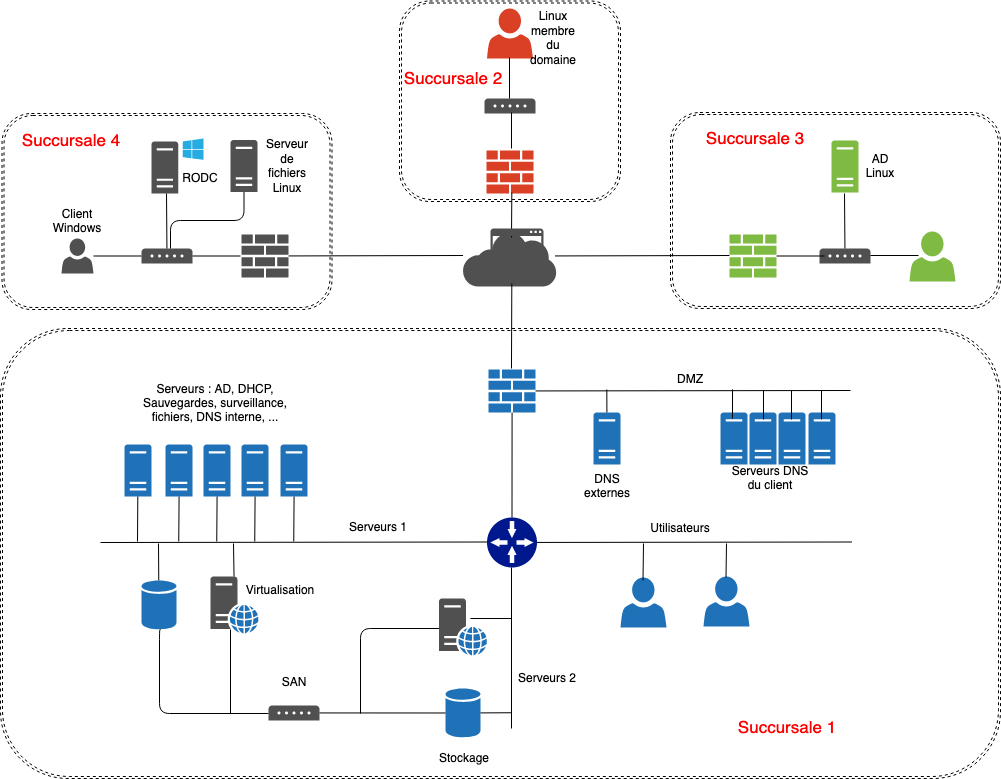 Linux
membre
du
domaine
Succursale 2
Succursale 4
RODC
Serveur
de
fichiers
Linux
Client
Windows
Succursale 3
AD
Linux
Serveurs : AD, DHCP,
Sauvegardes, surveillance,
fichiers, DNS interne, ...
DMZ
DNS
externes
Serveurs DNS
du client
Serveurs 1
Utilisateurs
Virtualisation
SAN
Serveurs 2
Stockage
Succursale 1